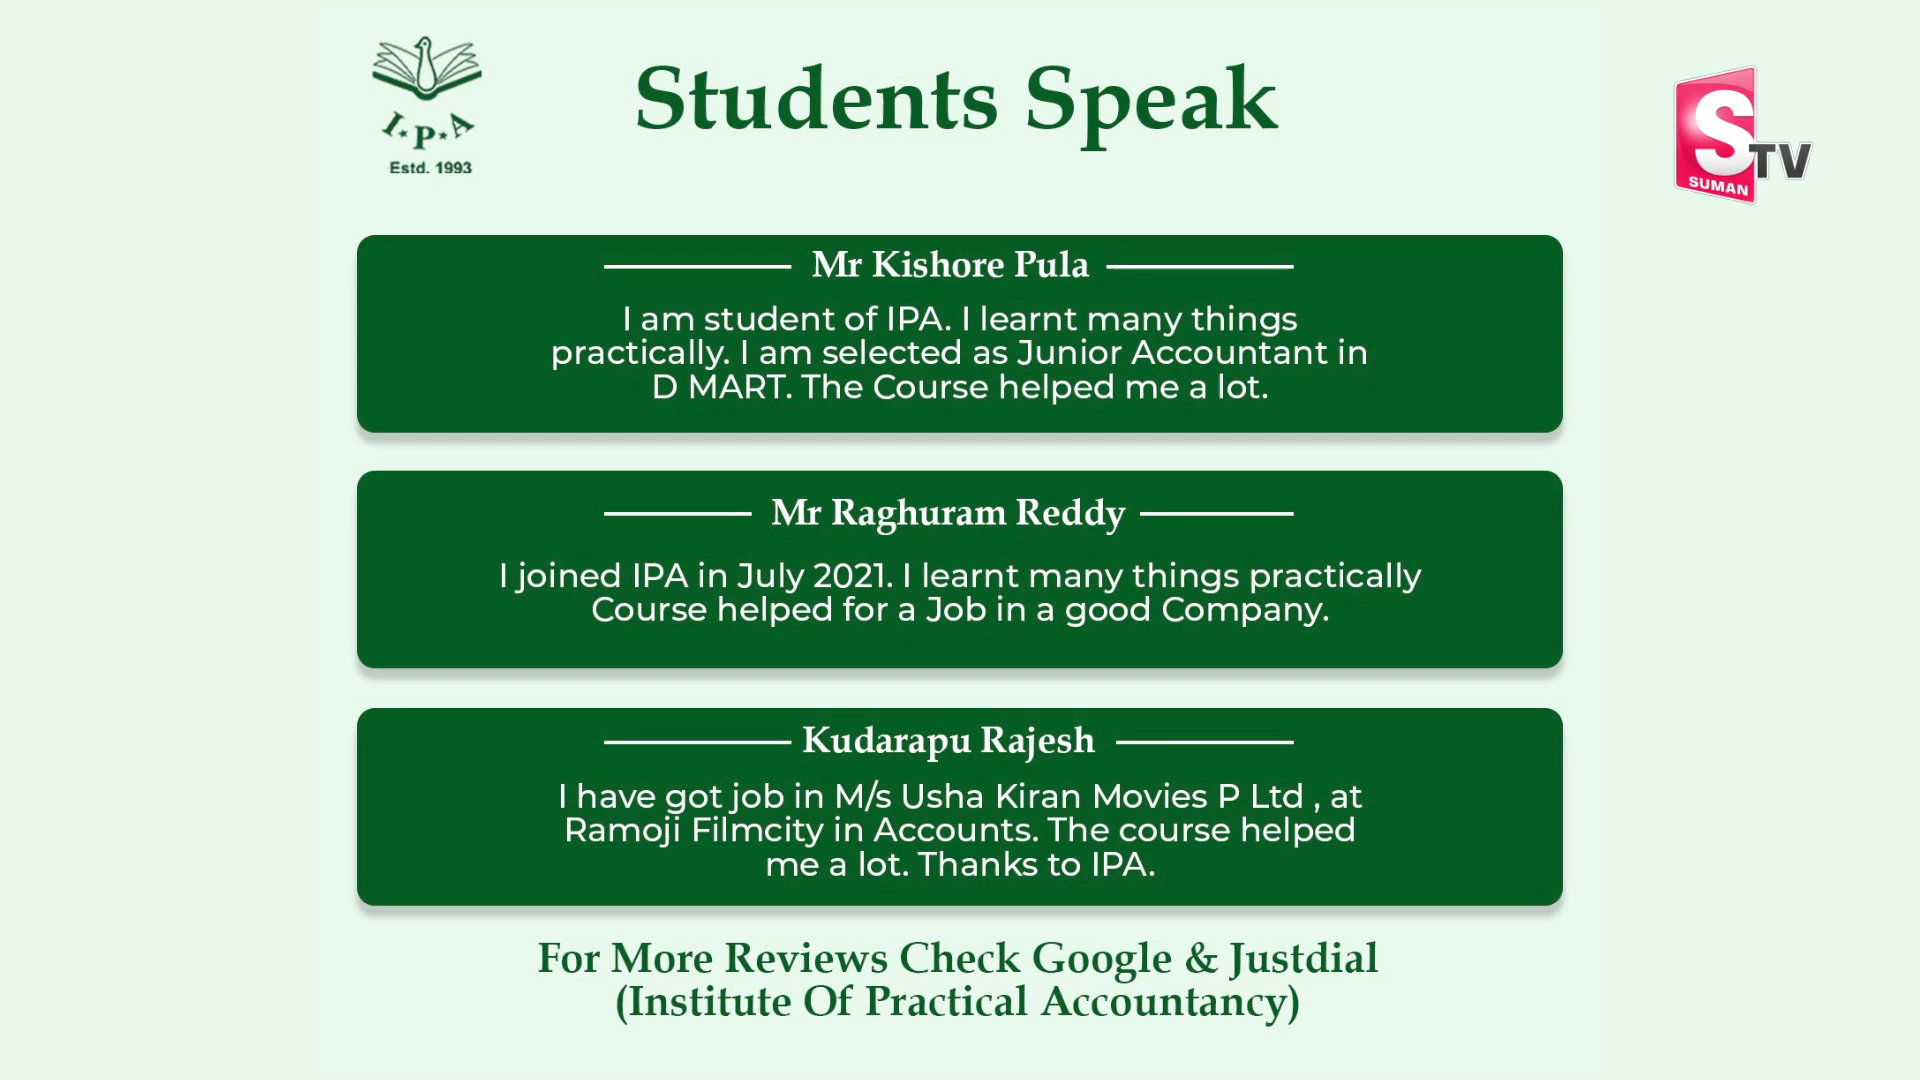 I.P.A
Estd. 1993
Students Speak
S
TV
SUMAN
Mr Kishore Pula
I am student of IPA. I learnt many things
practically. I am selected as Junior Accountant in
D MART. The Course helped me a lot.
Mr Raghuram Reddy
I joined IPA in July 2021. I learnt many things practically
Course helped for a Job in a good Company.
Kudarapu Rajesh
I have got job in M/s Usha Kiran Movies P Ltd , at
Ramoji Filmcity in Accounts. The course helped
me a lot. Thanks to IPA.
For More Reviews Check Google & Justdial
(Institute Of Practical Accountancy)